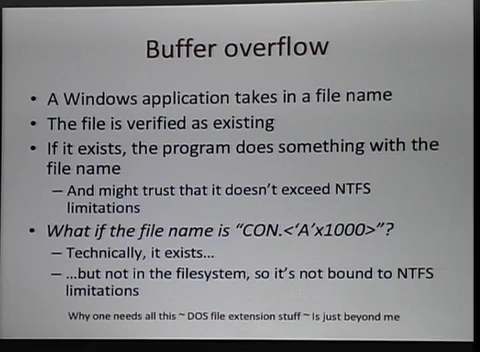 Buffer overflow
• A Windows application takes in a file name
• The file is verified as existing
• If it exists, the program does something with the
file name
– And might trust that it doesn't exceed NTFS
limitations
• What if the file name is “CON.<‘A’x1000>”?
– Technically, it exists…
– …but not in the filesystem, so it's not bound to NTFS
limitations
Why one needs all this ~ DOS file extension stuff ~ is just beyond me